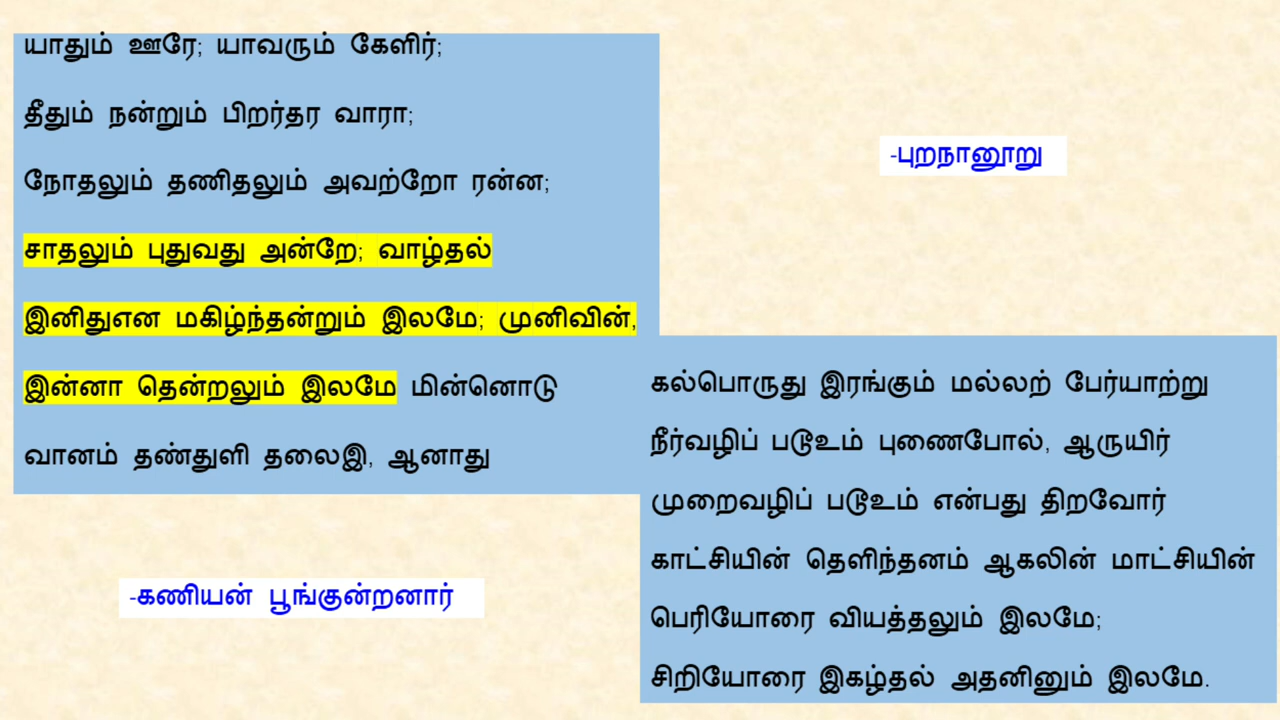 யாதும் ஊரே; யாவரும் கேளிர்;
தீதும் நன்றும் பிறர்தர வாரா;
நோதலும் தணிதலும் அவற்றோ ரன்ன;
சாதலும் புதுவது அன்றே; வாழ்தல்
இனிதுஎன மகிழ்ந்தன்றும் இலமே; முனிவின்,
இன்னா தென்றலும் இலமே மின்னொடு
வானம் தண்துளி தலைஇ, ஆனாது
கல்பொருது இரங்கும் மல்லற் பேர்யாற்று
நீர்வழிப் படூஉம் புணைபோல், ஆருயிர்
முறைவழிப் படூஉம் என்பது திறவோர்
காட்சியின் தெளிந்தனம் ஆகலின் மாட்சியின்
பெரியோரை வியத்தலும் இலமே;
சிறியோரை இகழ்தல் அதனினும் இலமே.
-புறநானூறு
-கணியன் பூங்குன்றனார்